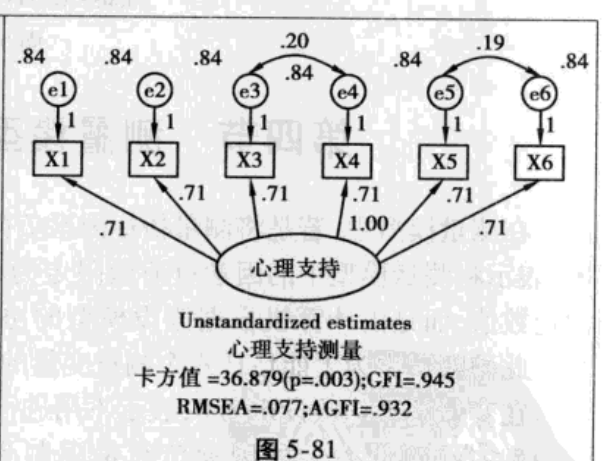 .20
.19
.84 .84 .84 .84 .84 .84
e1 e2 e3 e4 e5 e6
1 1 1 1 1 1
X1 X2 X3 X4 X5 X6
.71 .71 .71 .71 .71 .71
1.00
心理支持
Unstandardized estimates
心理支持测量
卡方值 =36.879(p=.003);GFI=.945
RMSEA=.077;AGFI=.932
图 5-81